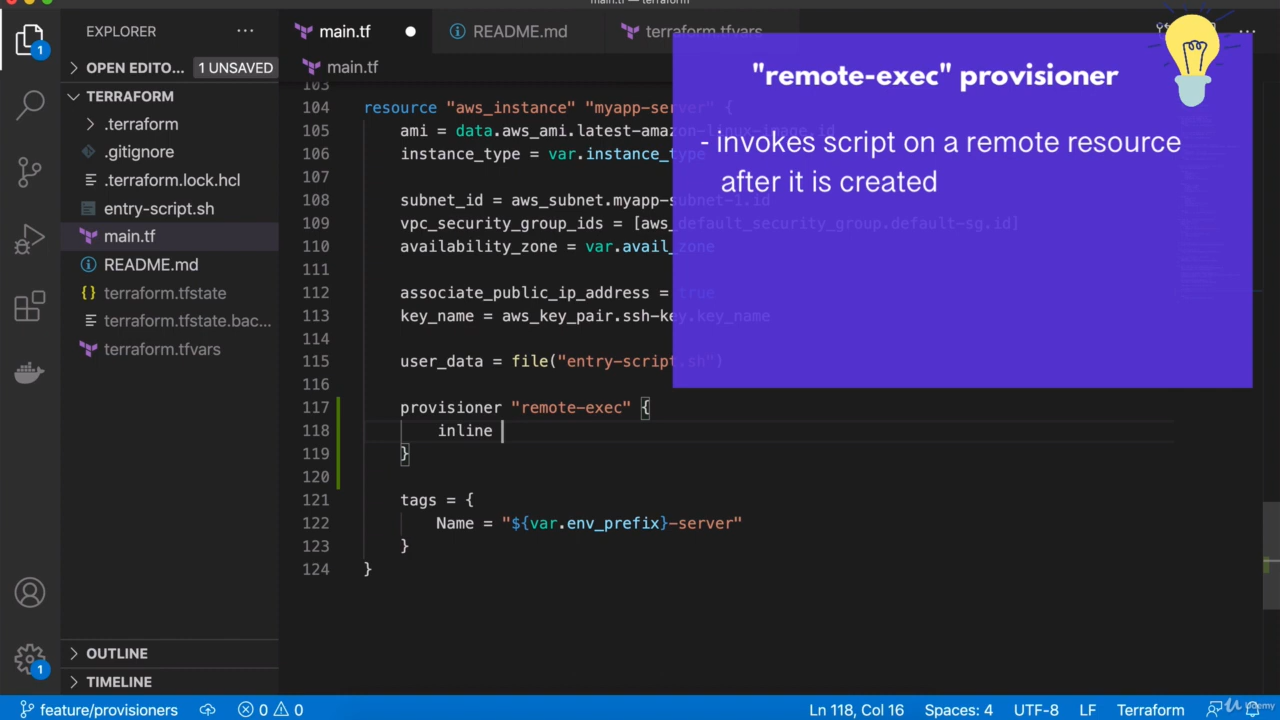 main.tf — terraform
EXPLORER
main.tf
README.md
terraform.tfvars
OPEN EDITO... 1 UNSAVED
TERRAFORM
.terraform
.gitignore
.terraform.lock.hcl
entry-script.sh
main.tf
README.md
terraform.tfstate
terraform.tfstate.bac...
terraform.tfvars
OUTLINE
TIMELINE
1
1
main.tf
103
104 resource "aws_instance" "myapp-server" {
105 ami = data.aws_ami.latest-amazon-linux-image.id
106 instance_type = var.instance_type
107
108 subnet_id = aws_subnet.myapp-subnet-1.id
109 vpc_security_group_ids = [aws_default_security_group.default-sg.id]
110 availability_zone = var.avail_zone
111
112 associate_public_ip_address = true
113 key_name = aws_key_pair.ssh-key.key_name
114
115 user_data = file("entry-script.sh")
116
117 provisioner "remote-exec" {
118 inline
119 }
120
121 tags = {
122 Name = "${var.env_prefix}-server"
123 }
124 }
"remote-exec" provisioner
- invokes script on a remote resource
after it is created
feature/provisioners 0 0 Ln 118, Col 16 Spaces: 4 UTF-8 LF Terraform
Udemy